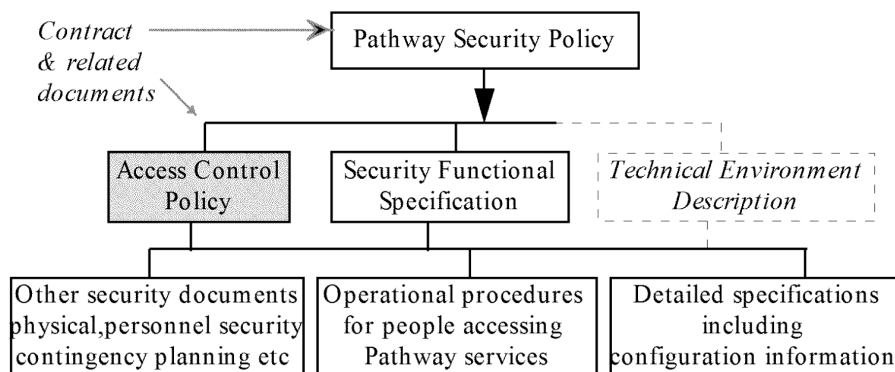 Contract
& related
documents
Pathway Security Policy
Access Control
Policy
Security Functional
Specification
Technical Environment
Description
Other security documents
physical,personnel security
contingency planning etc
Operational procedures
for people accessing
Pathway services
Detailed specifications
including
configuration information